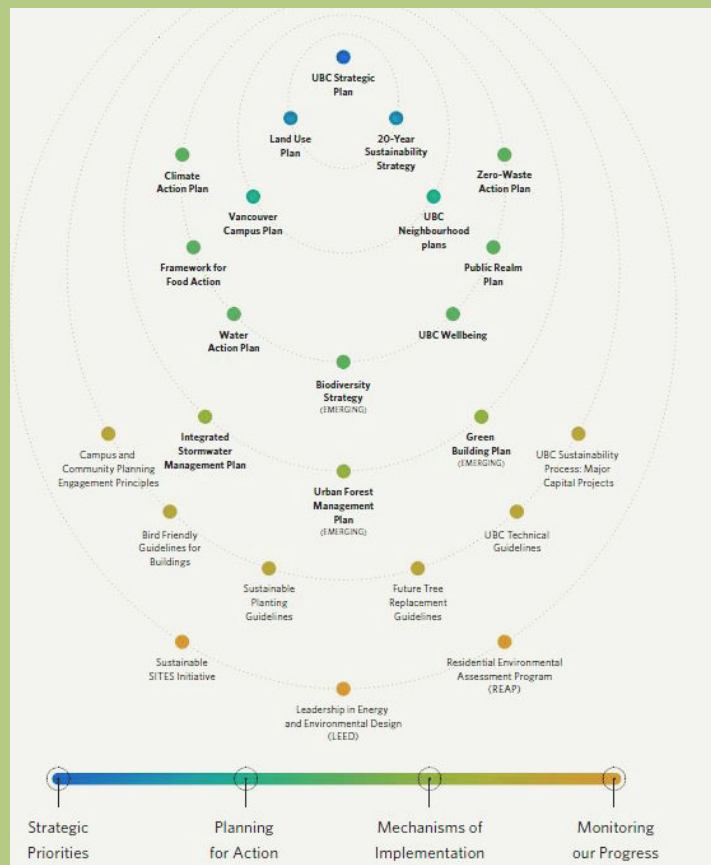 UBC Strategic
Plan
Land Use
Plan
20-Year
Sustainability
Strategy
Climate
Action Plan
Zero-Waste
Action Plan
Vancouver
Campus Plan
UBC
Neighbourhood
plans
Framework for
Food Action
Public Realm
Plan
Water
Action Plan
UBC Wellbeing
Biodiversity
Strategy
(EMERGING)
Integrated
Stormwater
Management Plan
Green
Building Plan
(EMERGING)
Campus and
Community Planning
Engagement Principles
UBC Sustainability
Process: Major
Capital Projects
Urban Forest
Management
Plan
(EMERGING)
Bird Friendly
Guidelines for
Buildings
UBC Technical
Guidelines
Sustainable
Planting
Guidelines
Future Tree
Replacement
Guidelines
Sustainable
SITES Initiative
Residential Environmental
Assessment Program
(REAP)
Leadership in Energy
and Environmental Design
(LEED)
Strategic
Priorities
Planning
for Action
Mechanisms of
Implementation
Monitoring
our Progress